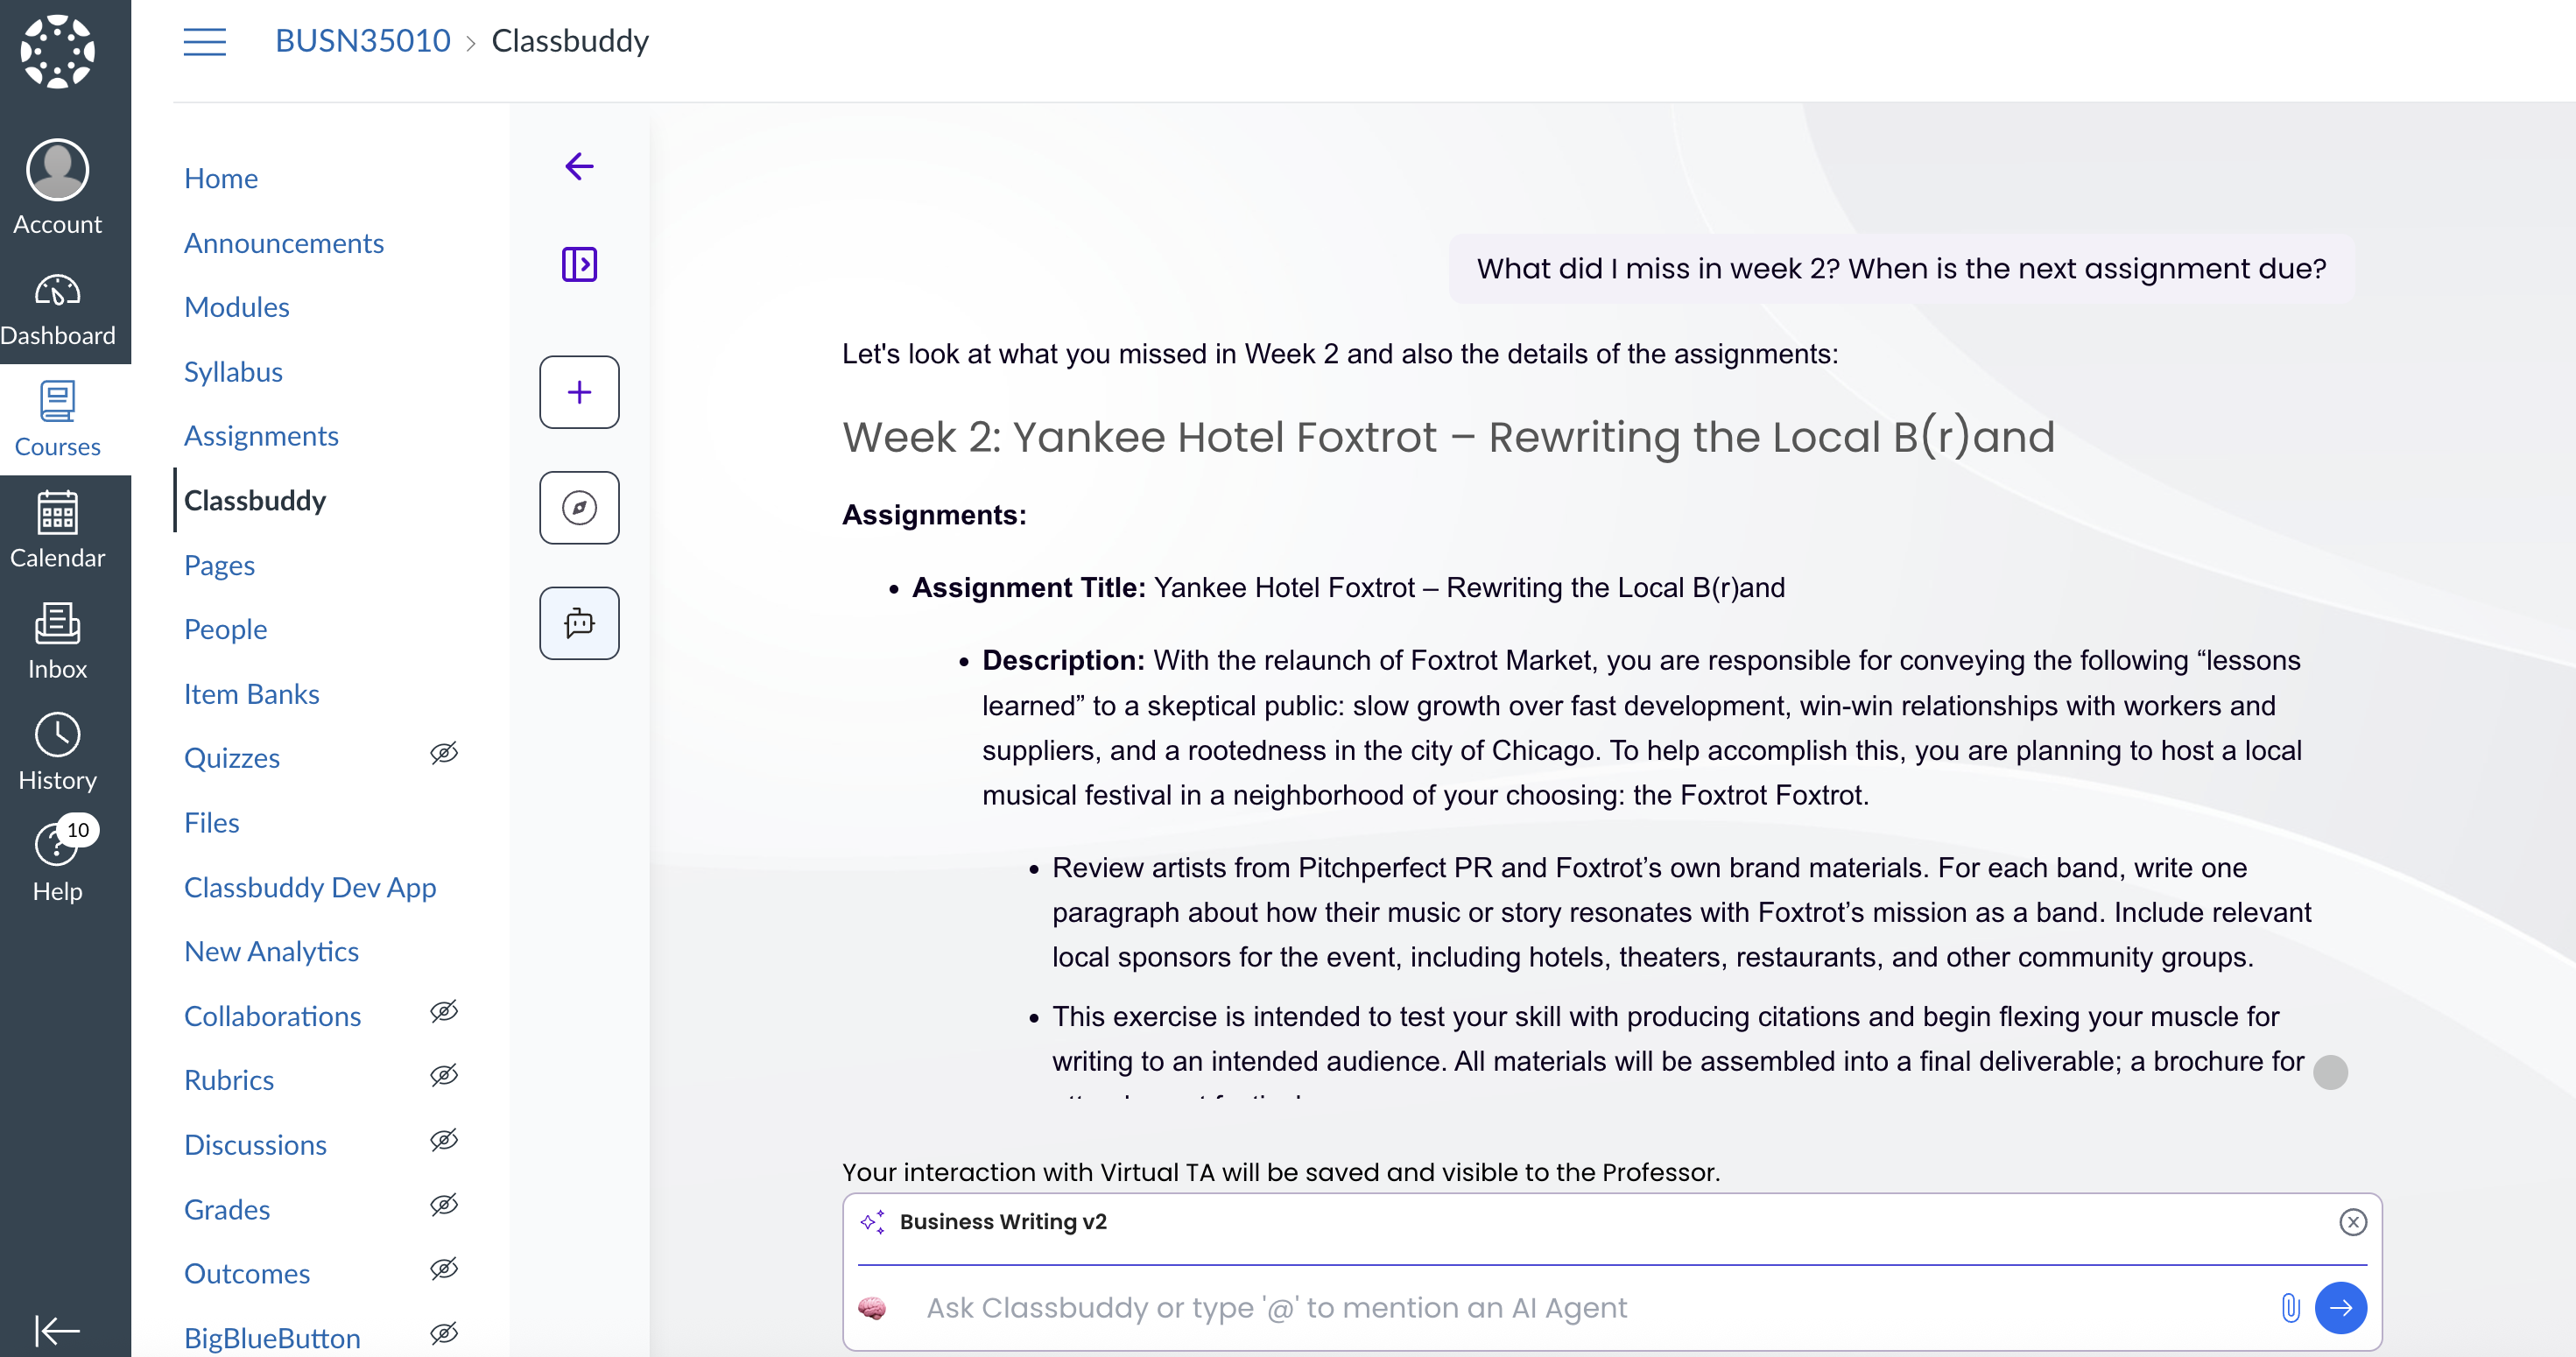 BUSN35010 > Classbuddy
Account
Dashboard
Courses
Calendar
Inbox
History
10
Help
Home
Announcements
Modules
Syllabus
Assignments
Classbuddy
Pages
People
Item Banks
Quizzes
Files
Classbuddy Dev App
New Analytics
Collaborations
Rubrics
Discussions
Grades
Outcomes
BigBlueButton
What did I miss in week 2? When is the next assignment due?
Let's look at what you missed in Week 2 and also the details of the assignments:
Week 2: Yankee Hotel Foxtrot – Rewriting the Local B(r)and
Assignments:
• Assignment Title: Yankee Hotel Foxtrot – Rewriting the Local B(r)and
• Description: With the relaunch of Foxtrot Market, you are responsible for conveying the following “lessons
learned” to a skeptical public: slow growth over fast development, win-win relationships with workers and
suppliers, and a rootedness in the city of Chicago. To help accomplish this, you are planning to host a local
musical festival in a neighborhood of your choosing: the Foxtrot Foxtrot.
• Review artists from Pitchperfect PR and Foxtrot’s own brand materials. For each band, write one
paragraph about how their music or story resonates with Foxtrot’s mission as a band. Include relevant
local sponsors for the event, including hotels, theaters, restaurants, and other community groups.
• This exercise is intended to test your skill with producing citations and begin flexing your muscle for
writing to an intended audience. All materials will be assembled into a final deliverable; a brochure for
Your interaction with Virtual TA will be saved and visible to the Professor.
Business Writing v2
Ask Classbuddy or type '@' to mention an AI Agent